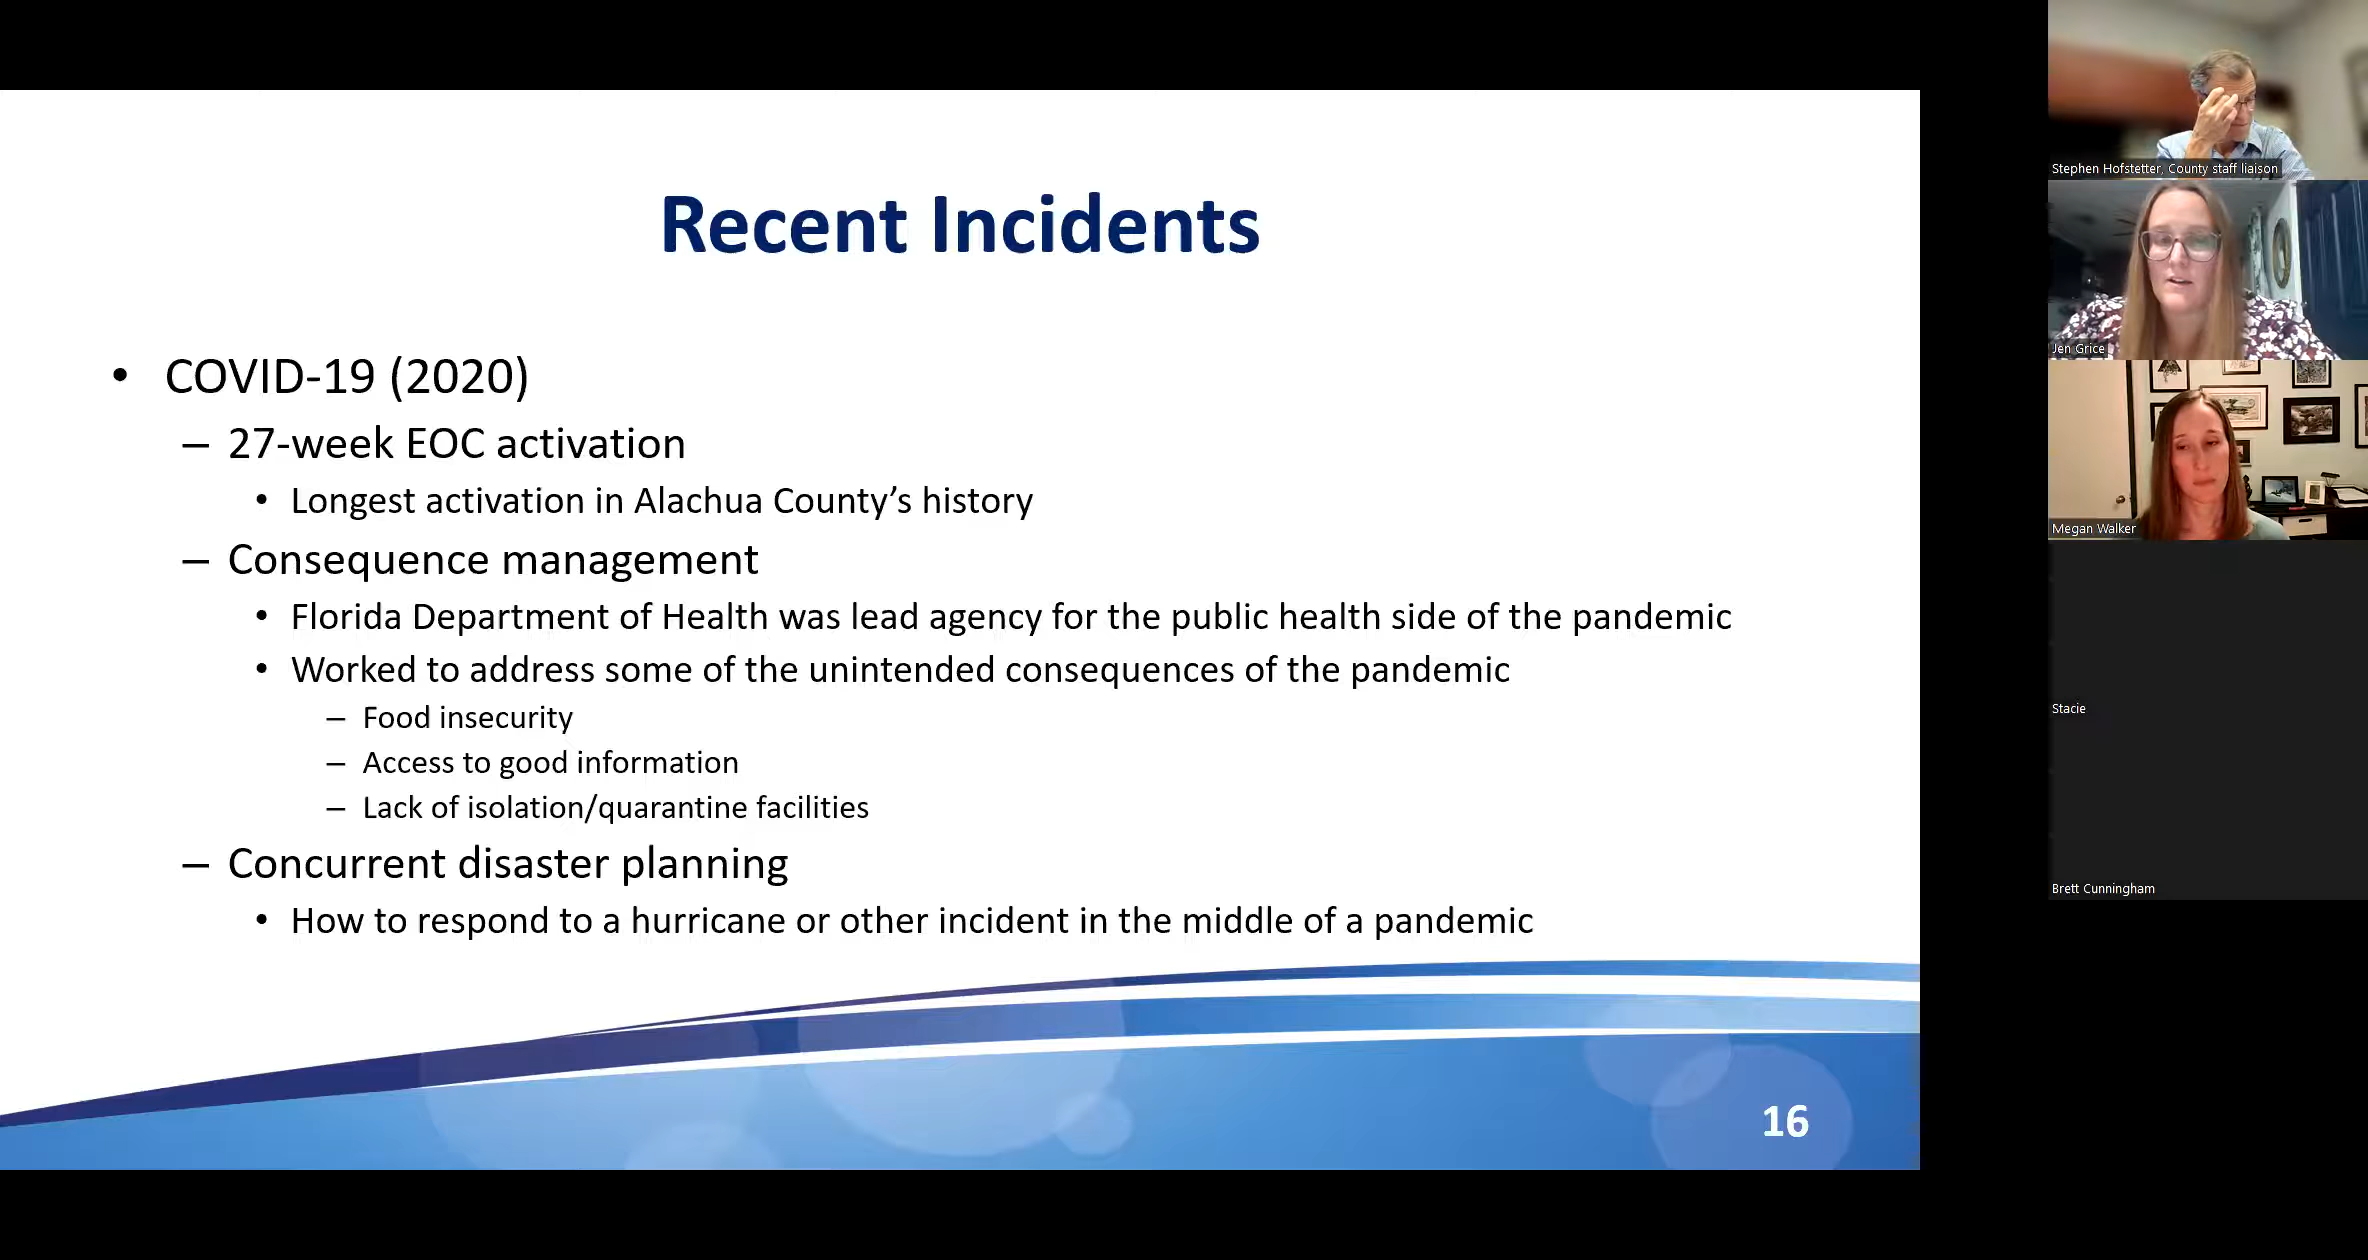 Recent Incidents
• COVID-19 (2020)
– 27-week EOC activation
• Longest activation in Alachua County’s history
– Consequence management
• Florida Department of Health was lead agency for the public health side of the pandemic
• Worked to address some of the unintended consequences of the pandemic
– Food insecurity
– Access to good information
– Lack of isolation/quarantine facilities
– Concurrent disaster planning
• How to respond to a hurricane or other incident in the middle of a pandemic
16
Stephen Hofstetter, County staff liaison
Jen Grice
Megan Walker
Stacie
Brett Cunningham